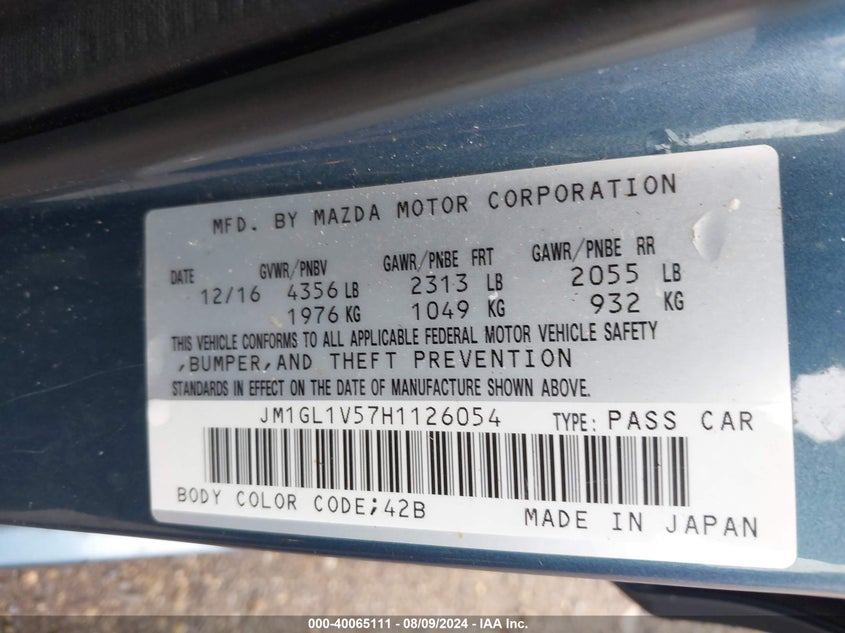 MFD. BY MAZDA MOTOR CORPORATION
DATE GVWR/PNBV GAWR/PNBE FRT GAWR/PNBE RR
12/16 4356 LB 2313 LB 2055 LB
1976 KG 1049 KG 932 KG
THIS VEHICLE CONFORMS TO ALL APPLICABLE FEDERAL MOTOR VEHICLE SAFETY
,BUMPER,AND THEFT PREVENTION
STANDARDS IN EFFECT ON THE DATE OF MANUFACTURE SHOWN ABOVE.
JM1GL1V57H1126054 TYPE: PASS CAR
BODY COLOR CODE;42B
MADE IN JAPAN
000-40065111 - 08/09/2024 - IAA Inc.